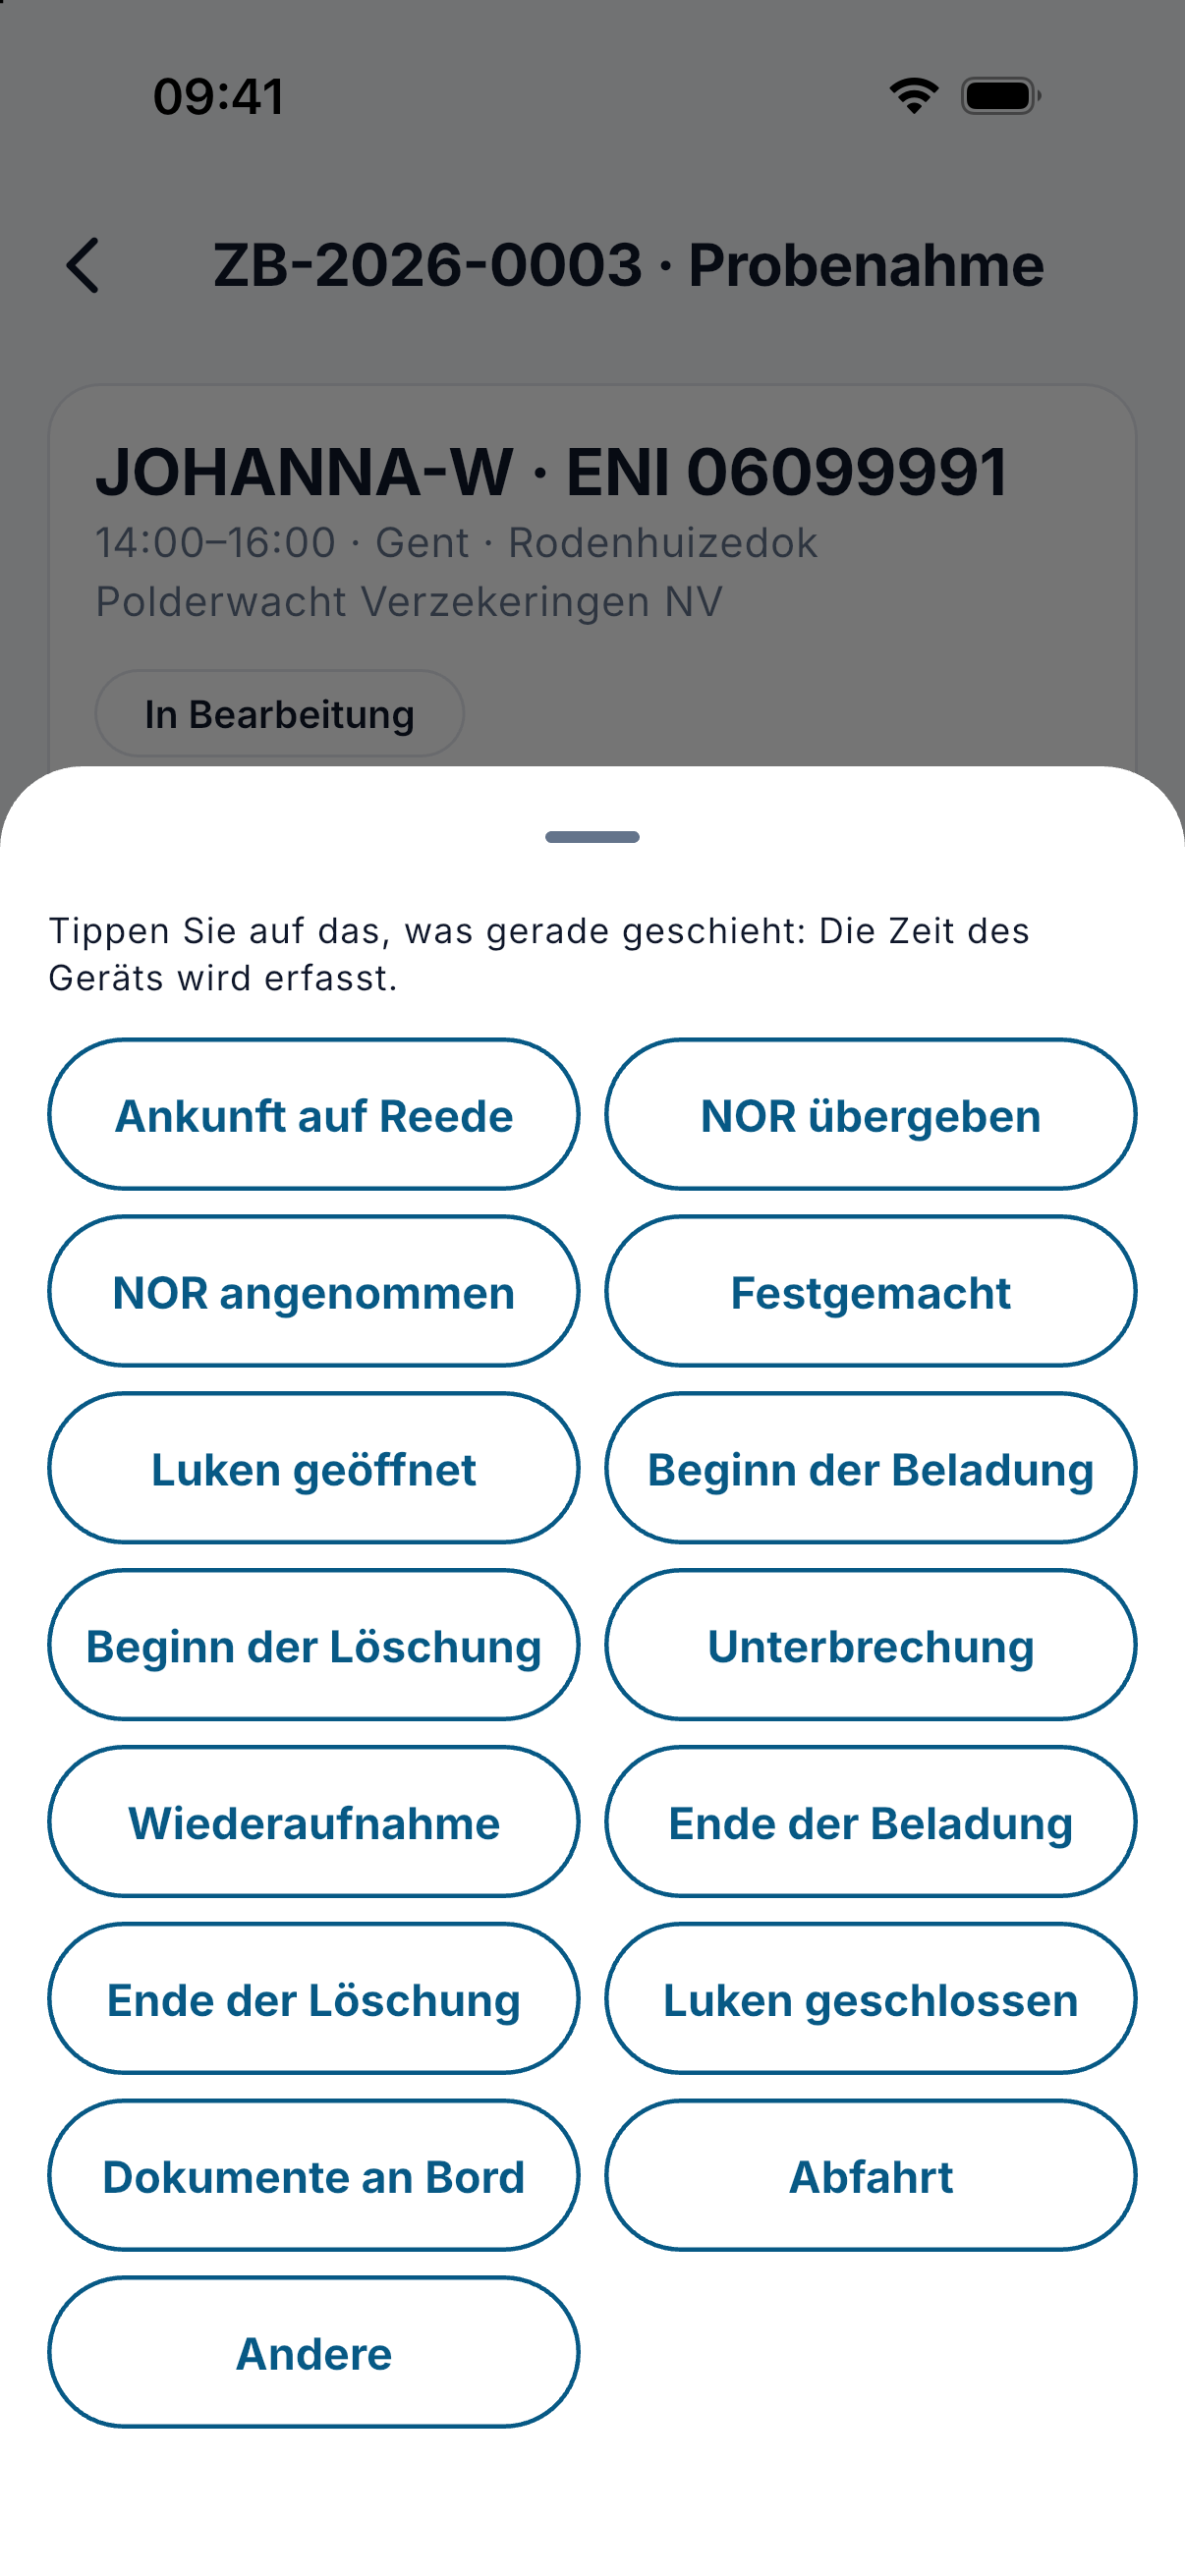 09:41
ZB-2026-0003 · Probenahme
JOHANNA-W · ENI 06099991
14:00–16:00 · Gent · Rodenhuizedok
Polderwacht Verzekeringen NV
In Bearbeitung
Tippen Sie auf das, was gerade geschieht: Die Zeit des
Geräts wird erfasst.
Ankunft auf Reede
NOR übergeben
NOR angenommen
Festgemacht
Luken geöffnet
Beginn der Beladung
Beginn der Löschung
Unterbrechung
Wiederaufnahme
Ende der Beladung
Ende der Löschung
Luken geschlossen
Dokumente an Bord
Abfahrt
Andere